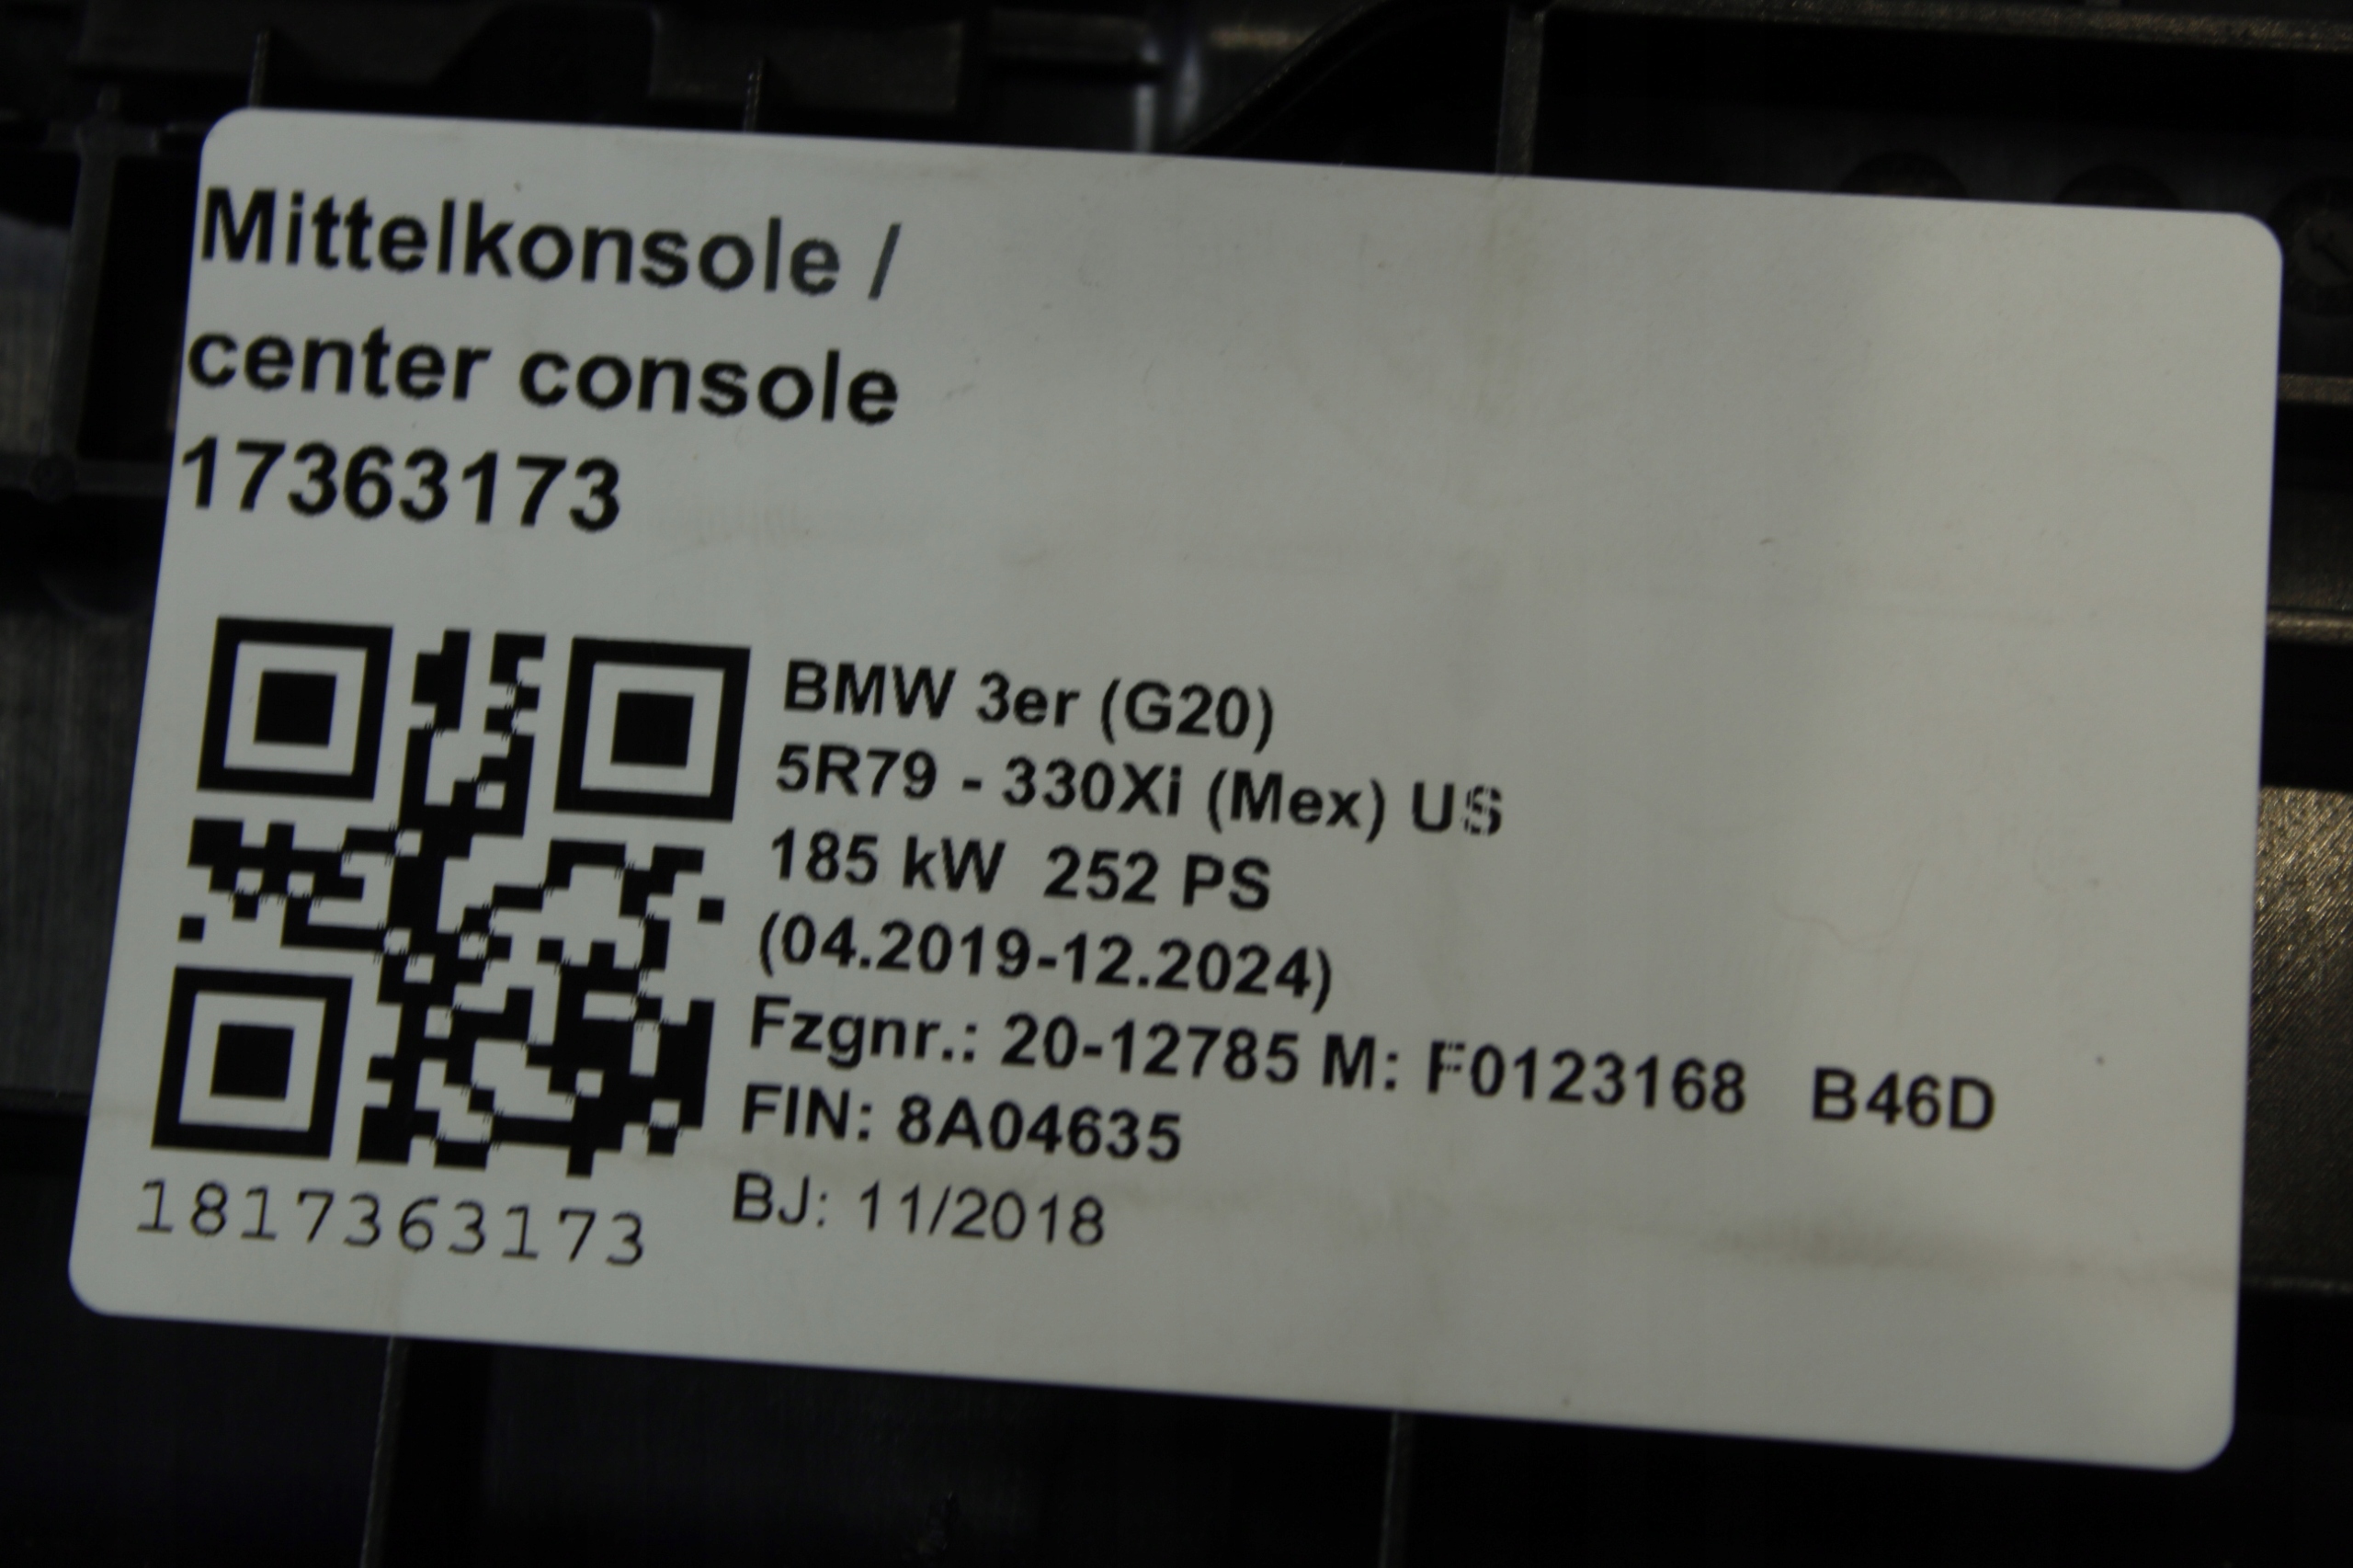 Mittelkonsole /
center console
17363173
BMW 3er (G20)
5R79 - 330Xi (Mex) US
185 kW  252 PS
(04.2019-12.2024)
Fzgnr.: 20-12785 M: F0123168   B46D
FIN: 8A04635
BJ: 11/2018
1817363173